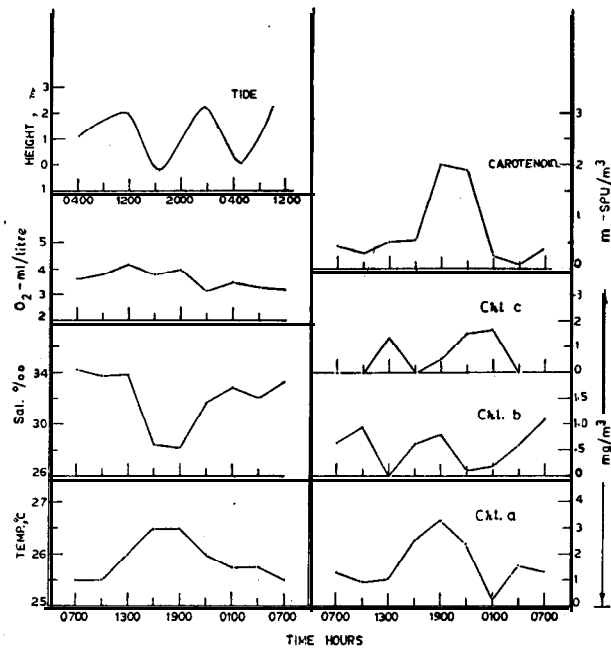 TIDE
HEIGHT, m
3
2
1
0
1
0400 1200 2000 0400 1200
O2 - ml/litre
5
4
3
2
Sal. %oo
34
30
26
TEMP, °C
27
26
25
0700 1300 1900 0100 0700
CAROTENOID
3
2
1
0
m - SPU/m3
Chl. c
3
2
1
0
Chl. b
1.5
1.0
.5
0
Chl. a
4
3
2
1
0
mg/m3
0700 1300 1900 0100 0700
TIME HOURS